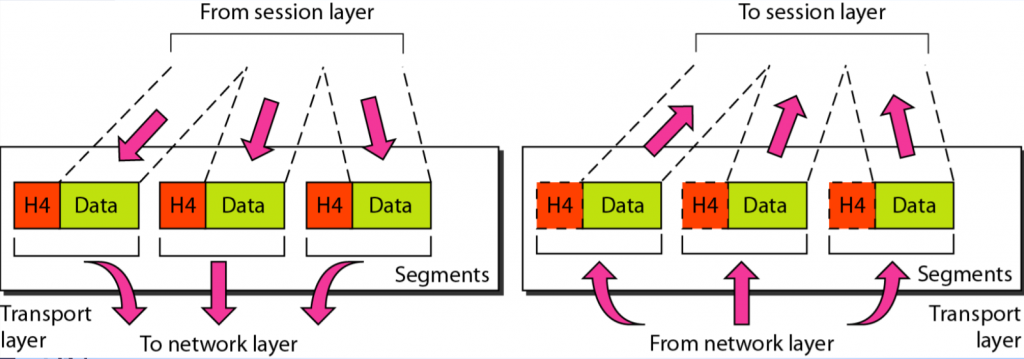 From session layer
H4 Data H4 Data H4 Data
Segments
Transport
layer
To network layer
To session layer
H4 Data H4 Data H4 Data
Segments
Transport
layer
From network layer